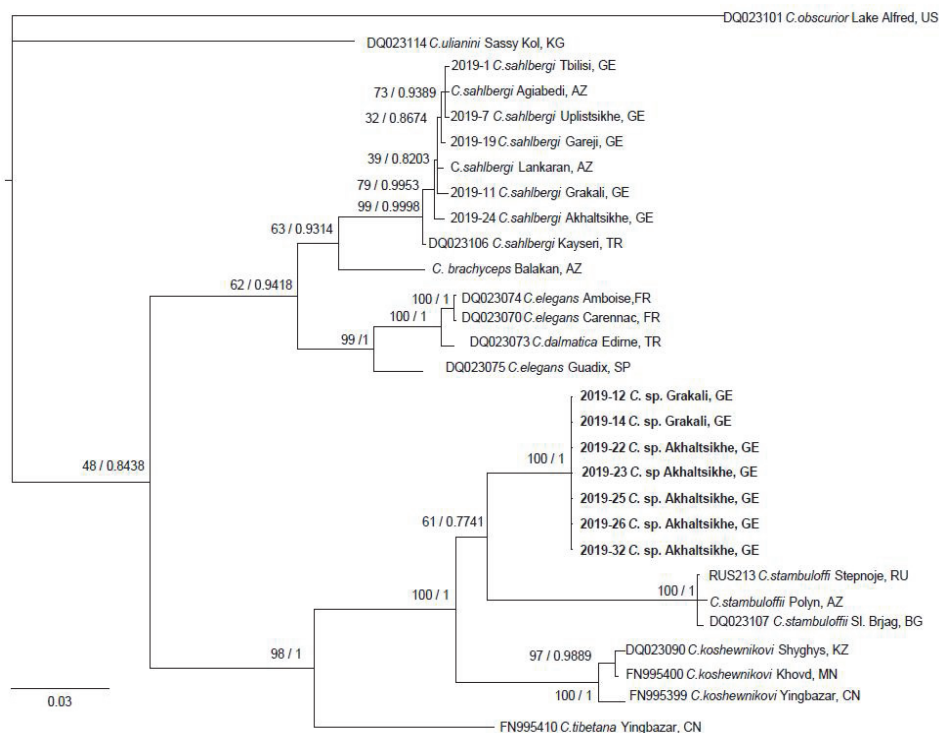 DQ023101 C.obscurior Lake Alfred, US
DQ023114 C.ulianini Sassy Kol, KG
2019-1 C.sahlbergi Tbilisi, GE
73 / 0.9389
C.sahlbergi Agiabedi, AZ
32 / 0.8674
2019-7 C.sahlbergi Uplistsikhe, GE
2019-19 C.sahlbergi Gareji, GE
39 / 0.8203
C.sahlbergi Lankaran, AZ
79 / 0.9953
2019-11 C.sahlbergi Grakali, GE
99 / 0.9998
2019-24 C.sahlbergi Akhaltsikhe, GE
63 / 0.9314
DQ023106 C.sahlbergi Kayseri, TR
C. brachyceps Balakan, AZ
62 / 0.9418
100 / 1
DQ023074 C.elegans Amboise,FR
100 / 1
DQ023070 C.elegans Carennac, FR
99 /1
DQ023073 C.dalmatica Edirne, TR
DQ023075 C.elegans Guadix, SP
2019-12 C. sp. Grakali, GE
2019-14 C. sp. Grakali, GE
2019-22 C. sp. Akhaltsikhe, GE
48 / 0.8438
100 / 1
2019-23 C. sp Akhaltsikhe, GE
2019-25 C. sp. Akhaltsikhe, GE
61 / 0.7741
2019-26 C. sp. Akhaltsikhe, GE
2019-32 C. sp. Akhaltsikhe, GE
RUS213 C.stambuloffi Stepnoje, RU
100 / 1
100 / 1
C.stambuloffii Polyn, AZ
DQ023107 C.stambuloffii Sl. Brjag, BG
98 / 1
97 / 0.9889
DQ023090 C.koshewnikovi Shyghys, KZ
FN995400 C.koshewnikovi Khovd, MN
100 / 1
FN995399 C.koshewnikovi Yingbazar, CN
0.03
FN995410 C.tibetana Yingbazar, CN